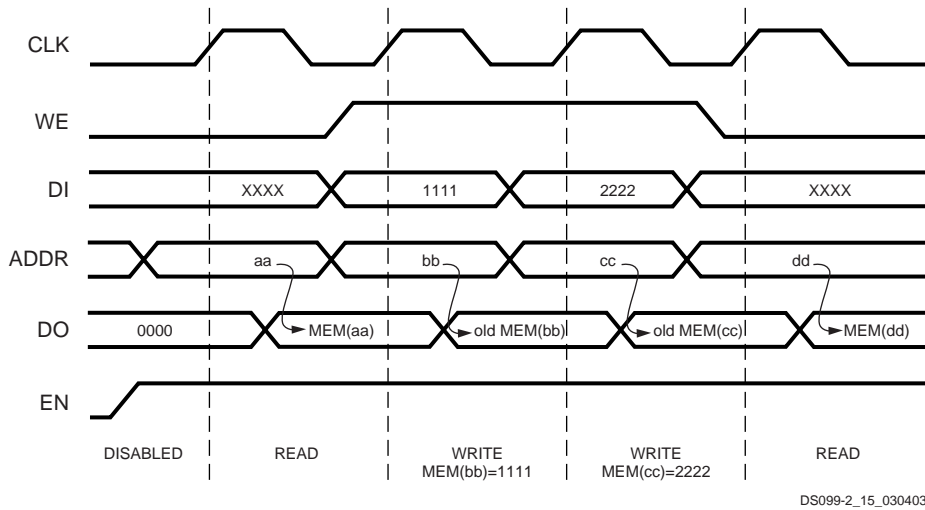 CLK
WE
DI XXXX 1111 2222 XXXX
ADDR aa bb cc dd
DO 0000 MEM(aa) old MEM(bb) old MEM(cc) MEM(dd)
EN
DISABLED READ WRITE WRITE READ
MEM(bb)=1111 MEM(cc)=2222
DS099-2_15_030403